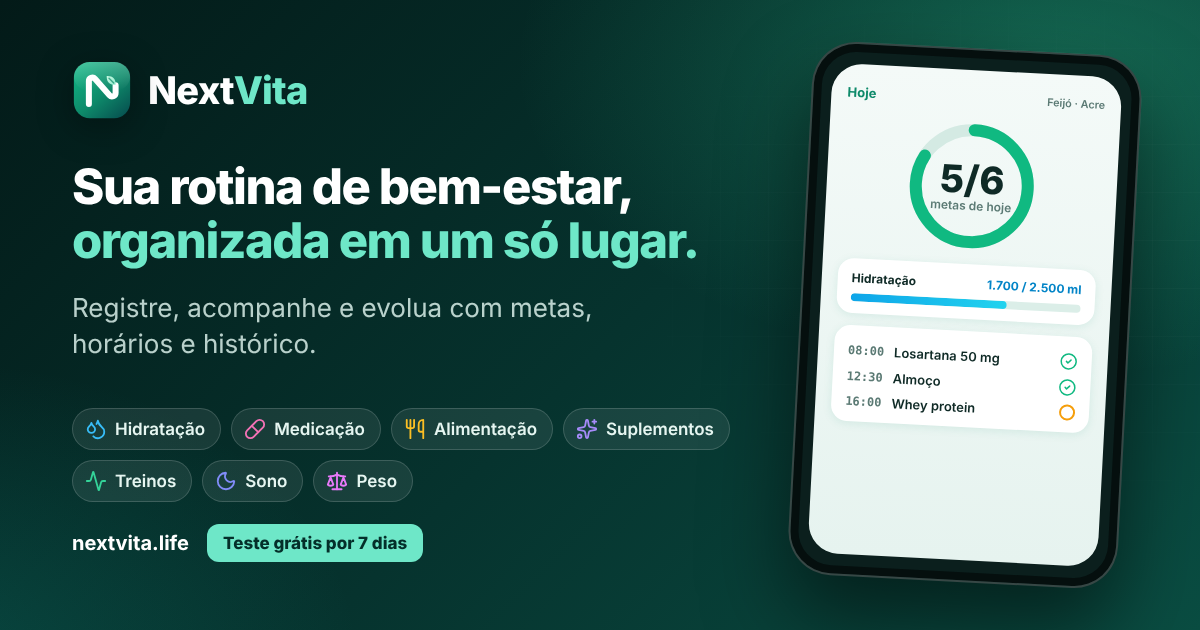 NextVita
Sua rotina de bem-estar,
organizada em um só lugar.
Registre, acompanhe e evolua com metas,
horários e histórico.
Hidratação
Medicação
Alimentação
Suplementos
Treinos
Sono
Peso
nextvita.life
Teste grátis por 7 dias
Hoje
Feijó · Acre
5/6
metas de hoje
Hidratação 1.700 / 2.500 ml
08:00 Losartana 50 mg
12:30 Almoço
16:00 Whey protein